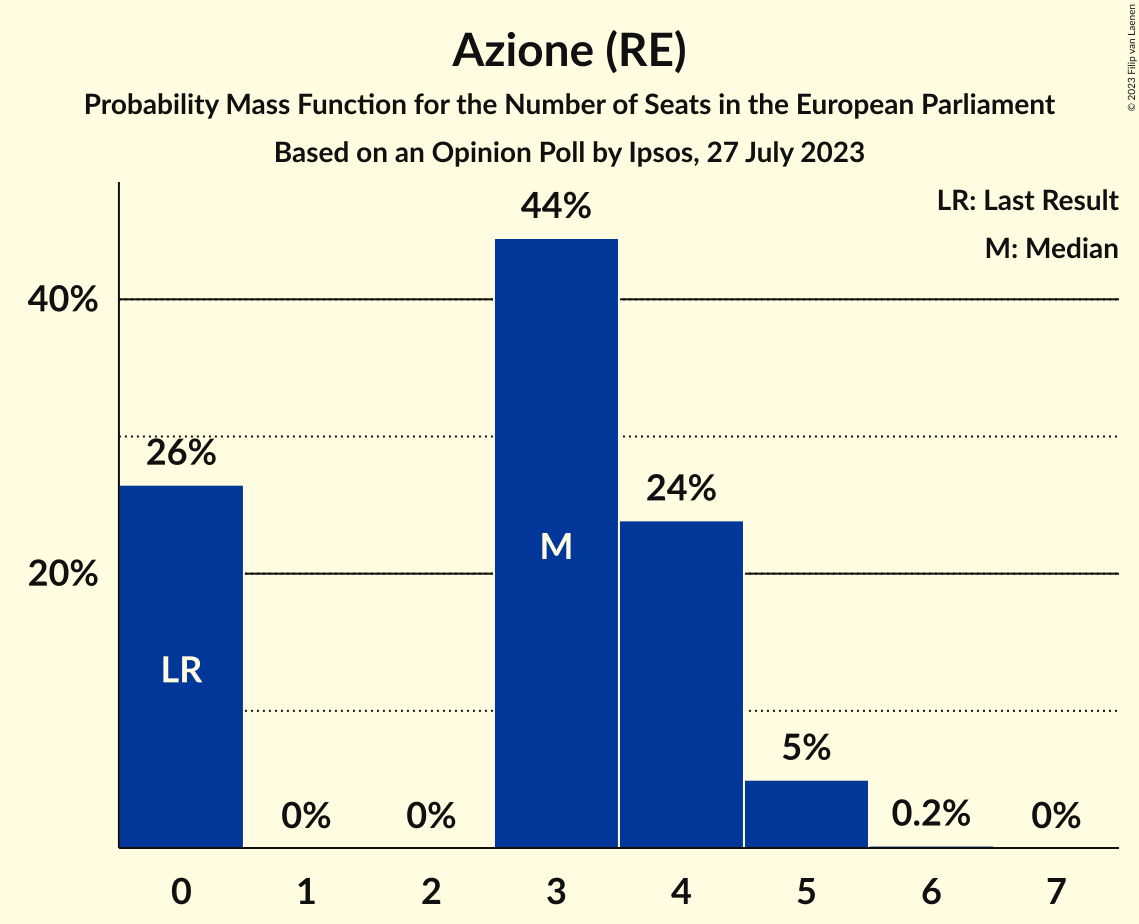 Azione (RE)
Probability Mass Function for the Number of Seats in the European Parliament
Based on an Opinion Poll by Ipsos, 27 July 2023
© 2023 Filip van Laenen
LR: Last Result
M: Median
44%
40%
26%
24%
M
20%
LR
5%
0% 0% 0.2% 0%
0 1 2 3 4 5 6 7